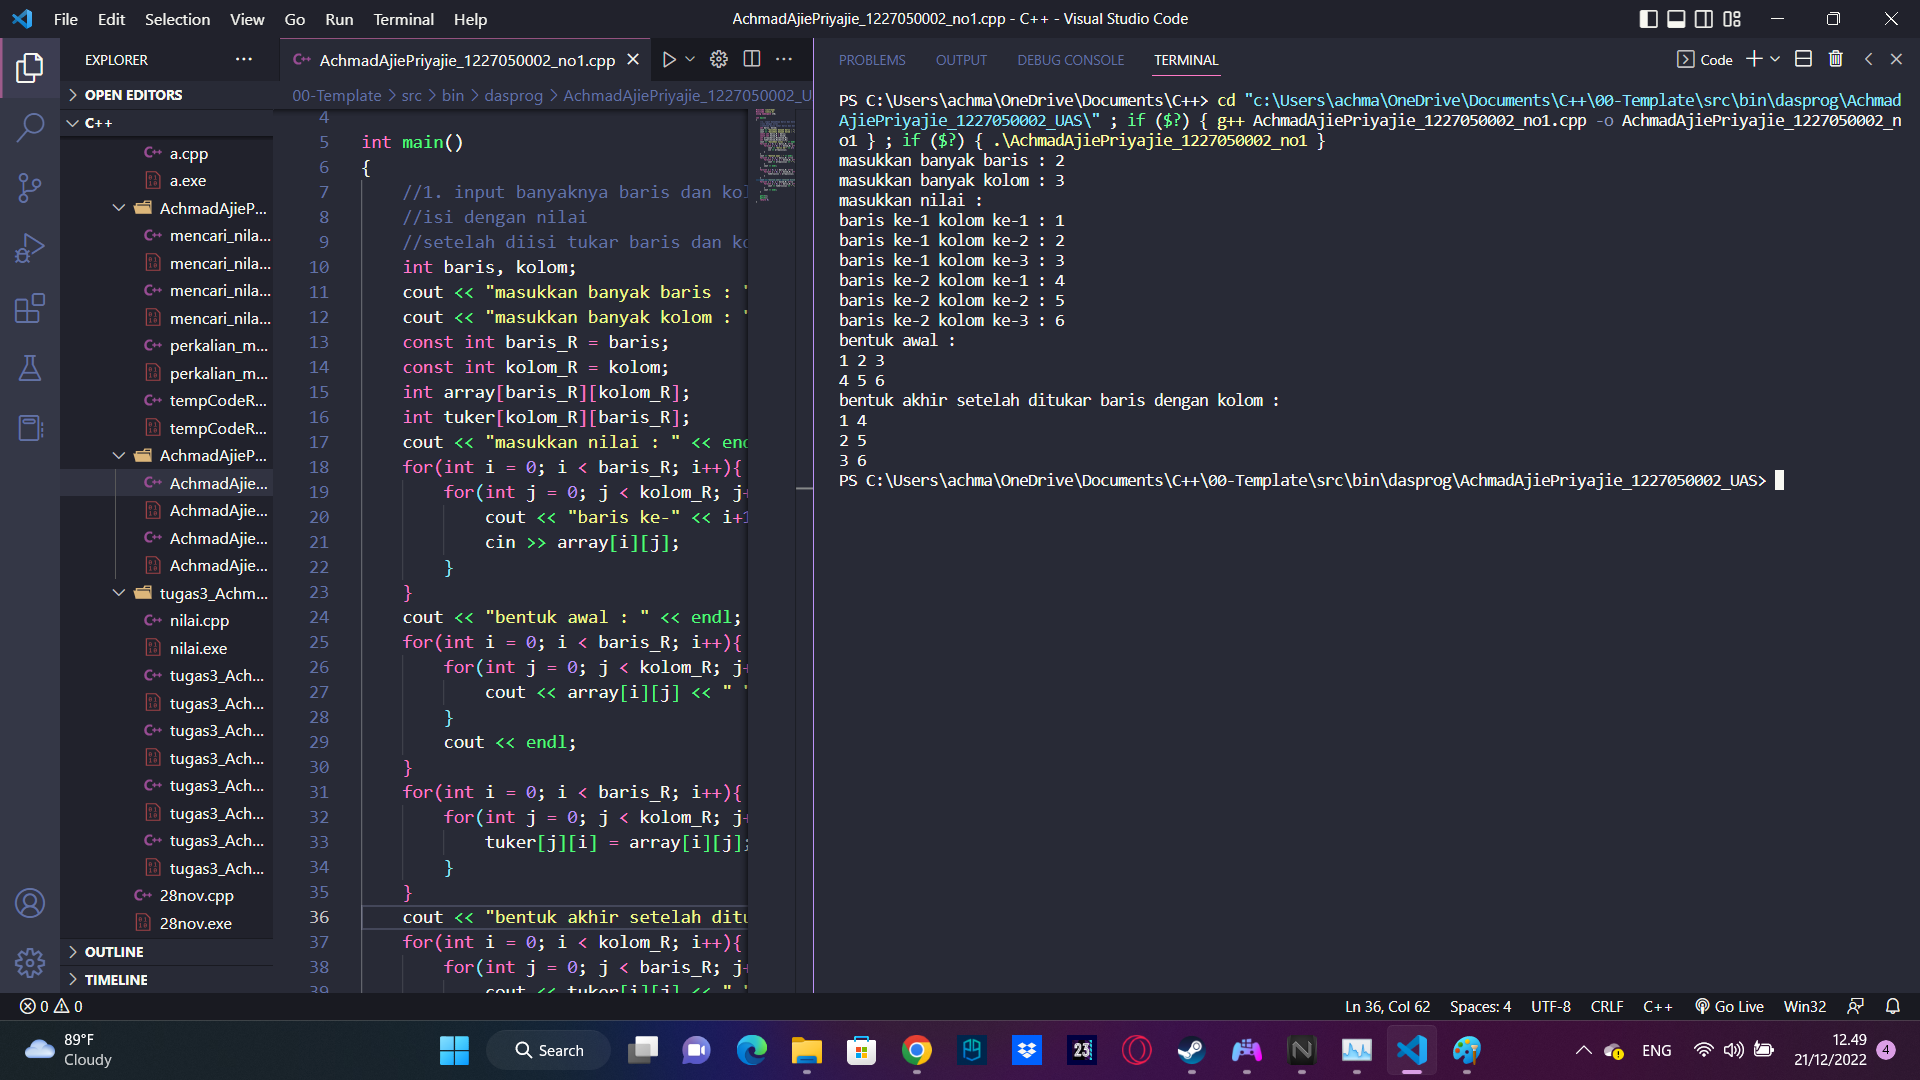 File Edit Selection View Go Run Terminal Help
AchmadAjiePriyajie_1227050002_no1.cpp - C++ - Visual Studio Code
EXPLORER
OPEN EDITORS
C++
a.cpp
a.exe
AchmadAjieP...
mencari_nila...
mencari_nila...
mencari_nila...
mencari_nila...
perkalian_m...
perkalian_m...
tempCodeR...
tempCodeR...
AchmadAjieP...
AchmadAjie...
AchmadAjie...
AchmadAjie...
AchmadAjie...
tugas3_Achm...
nilai.cpp
nilai.exe
tugas3_Ach...
tugas3_Ach...
tugas3_Ach...
tugas3_Ach...
tugas3_Ach...
tugas3_Ach...
tugas3_Ach...
tugas3_Ach...
28nov.cpp
28nov.exe
OUTLINE
TIMELINE
AchmadAjiePriyajie_1227050002_no1.cpp
00-Template > src > bin > dasprog > AchmadAjiePriyajie_1227050002_U
4
5 int main()
6 {
7 //1. input banyaknya baris dan kol
8 //isi dengan nilai
9 //setelah diisi tukar baris dan ko
10 int baris, kolom;
11 cout << "masukkan banyak baris : "
12 cout << "masukkan banyak kolom : "
13 const int baris_R = baris;
14 const int kolom_R = kolom;
15 int array[baris_R][kolom_R];
16 int tuker[kolom_R][baris_R];
17 cout << "masukkan nilai : " << end
18 for(int i = 0; i < baris_R; i++){
19 for(int j = 0; j < kolom_R; j+
20 cout << "baris ke-" << i+1
21 cin >> array[i][j];
22 }
23 }
24 cout << "bentuk awal : " << endl;
25 for(int i = 0; i < baris_R; i++){
26 for(int j = 0; j < kolom_R; j+
27 cout << array[i][j] << " "
28 }
29 cout << endl;
30 }
31 for(int i = 0; i < baris_R; i++){
32 for(int j = 0; j < kolom_R; j+
33 tuker[j][i] = array[i][j];
34 }
35 }
36 cout << "bentuk akhir setelah ditu
37 for(int i = 0; i < kolom_R; i++){
38 for(int j = 0; j < baris_R; j+
39 cout << tuker[i][j] << " "
PROBLEMS OUTPUT DEBUG CONSOLE TERMINAL
Code
PS C:\Users\achma\OneDrive\Documents\C++> cd "c:\Users\achma\OneDrive\Documents\C++\00-Template\src\bin\dasprog\Achmad
AjiePriyajie_1227050002_UAS\" ; if ($?) { g++ AchmadAjiePriyajie_1227050002_no1.cpp -o AchmadAjiePriyajie_1227050002_n
o1 } ; if ($?) { .\AchmadAjiePriyajie_1227050002_no1 }
masukkan banyak baris : 2
masukkan banyak kolom : 3
masukkan nilai :
baris ke-1 kolom ke-1 : 1
baris ke-1 kolom ke-2 : 2
baris ke-1 kolom ke-3 : 3
baris ke-2 kolom ke-1 : 4
baris ke-2 kolom ke-2 : 5
baris ke-2 kolom ke-3 : 6
bentuk awal :
1 2 3
4 5 6
bentuk akhir setelah ditukar baris dengan kolom :
1 4
2 5
3 6
PS C:\Users\achma\OneDrive\Documents\C++\00-Template\src\bin\dasprog\AchmadAjiePriyajie_1227050002_UAS>
0 0
Ln 36, Col 62 Spaces: 4 UTF-8 CRLF C++ Go Live Win32
89°F
Cloudy
Search
23
ENG
12.49
21/12/2022
4